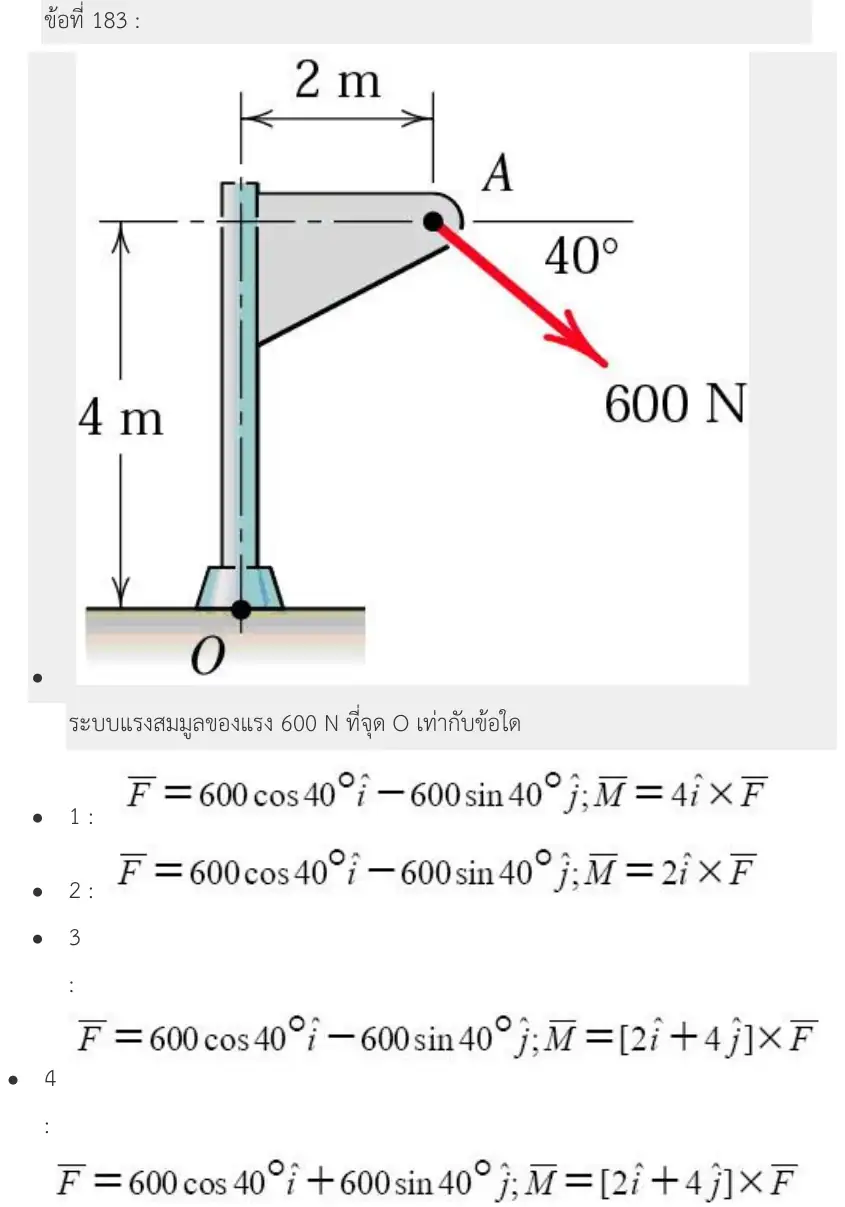 ข้อที่ 183 :
2 m
A
40°
600 N
4 m
O
ระบบแรงสมมูลของแรง 600 N ที่จุด O เท่ากับข้อใด
1 : F̅ = 600 cos 40° î − 600 sin 40° ĵ; M̅ = 4î × F̅
2 : F̅ = 600 cos 40° î − 600 sin 40° ĵ; M̅ = 2î × F̅
3
:
F̅ = 600 cos 40° î − 600 sin 40° ĵ; M̅ = [2î + 4ĵ] × F̅
4
:
F̅ = 600 cos 40° î + 600 sin 40° ĵ; M̅ = [2î + 4ĵ] × F̅